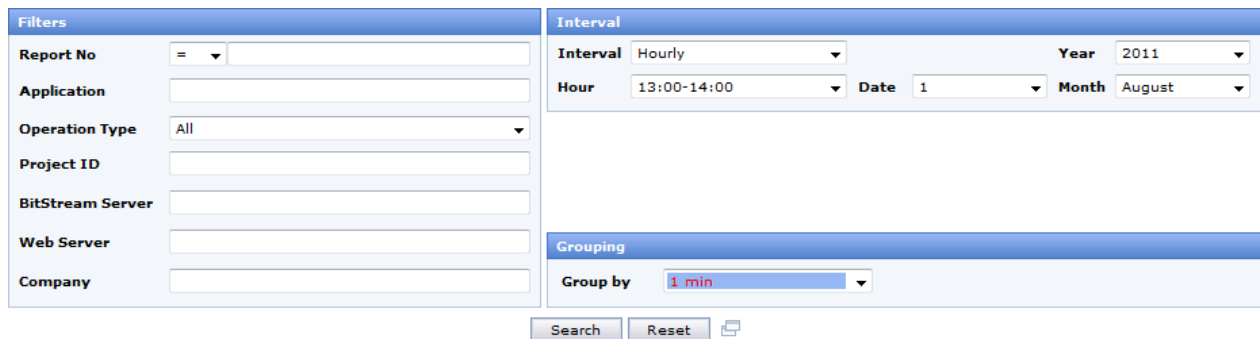 Filters
Report No = 
Application
Operation Type All
Project ID
BitStream Server
Web Server
Company
Interval
Interval Hourly Year 2011
Hour 13:00-14:00 Date 1 Month August
Grouping
Group by 1 min
Search Reset